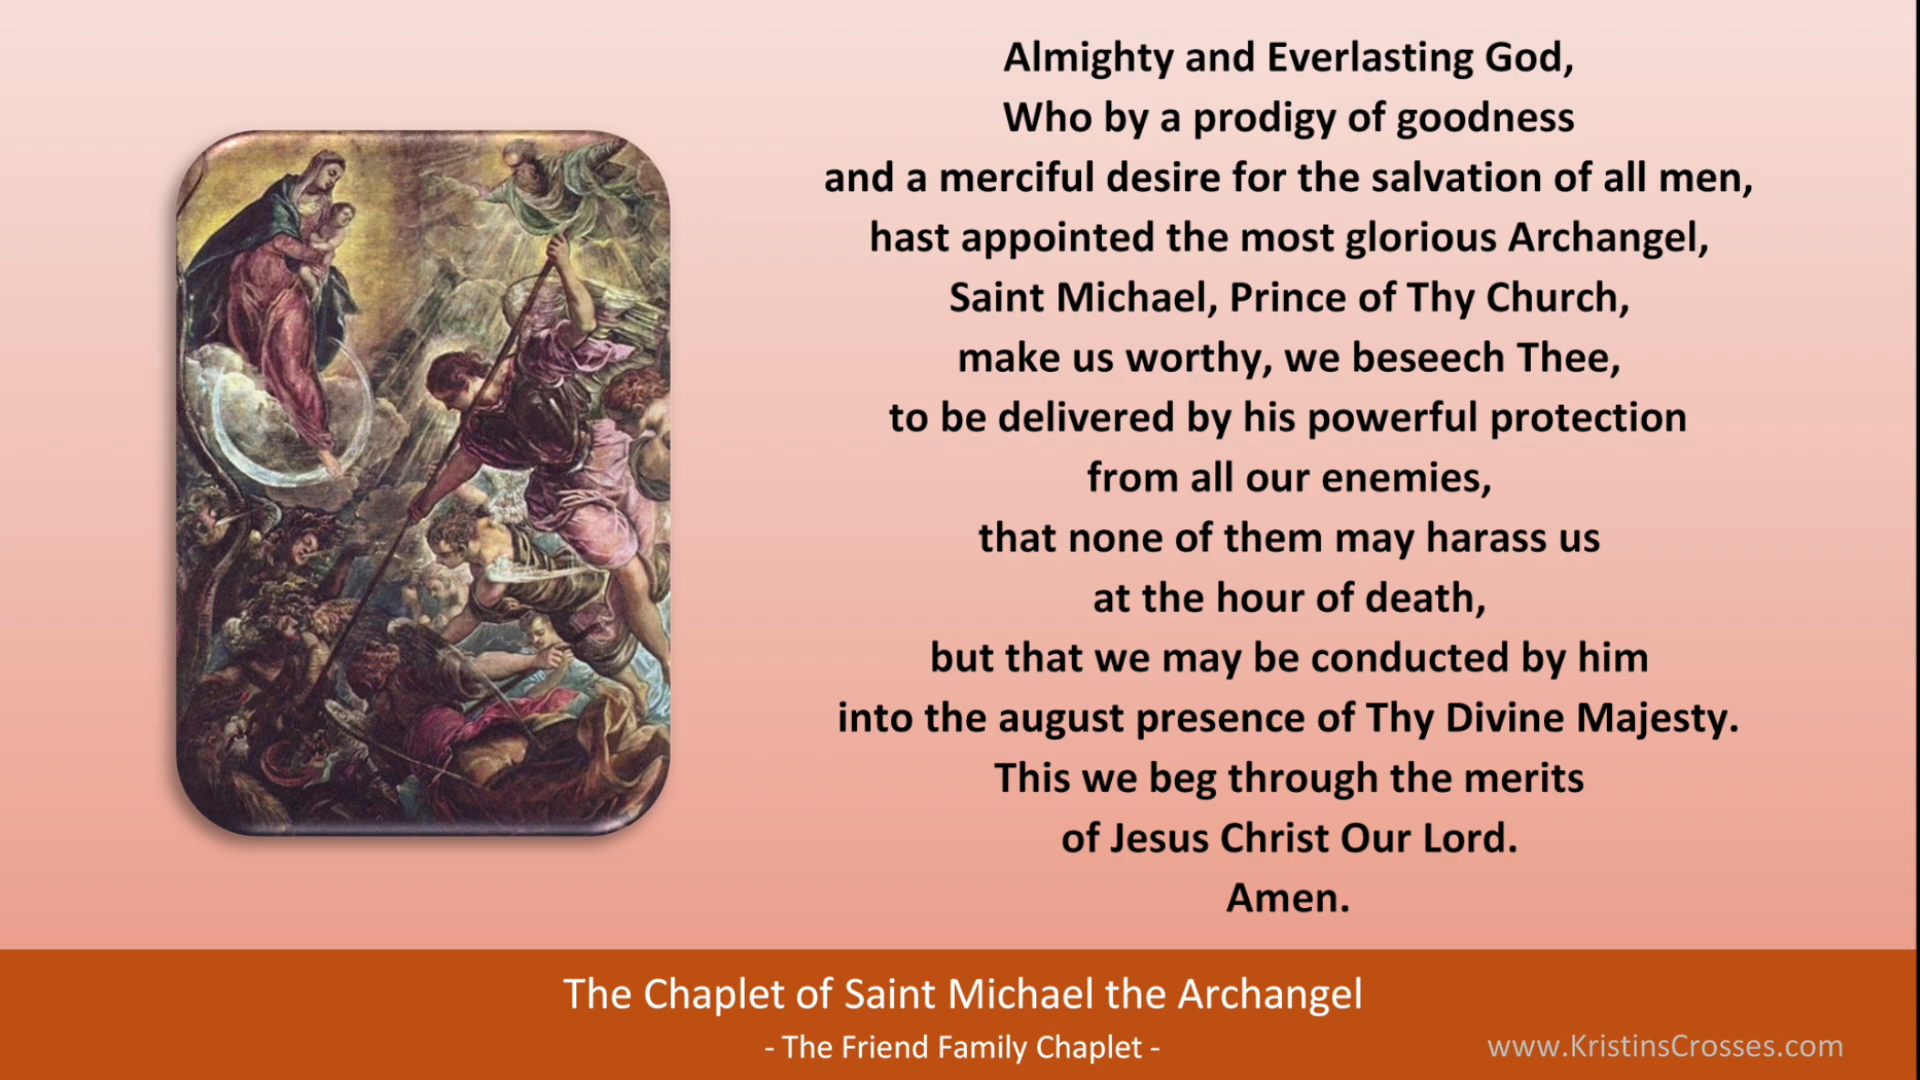 Almighty and Everlasting God,
Who by a prodigy of goodness
and a merciful desire for the salvation of all men,
hast appointed the most glorious Archangel,
Saint Michael, Prince of Thy Church,
make us worthy, we beseech Thee,
to be delivered by his powerful protection
from all our enemies,
that none of them may harass us
at the hour of death,
but that we may be conducted by him
into the august presence of Thy Divine Majesty.
This we beg through the merits
of Jesus Christ Our Lord.
Amen.
The Chaplet of Saint Michael the Archangel
- The Friend Family Chaplet -
www.KristinsCrosses.com